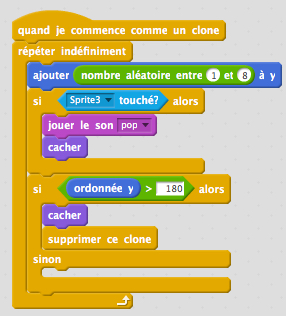 quand je commence comme un clone
répéter indéfiniment
ajouter nombre aléatoire entre 1 et 8 à y
si Sprite3 touché? alors
jouer le son pop
cacher
si ordonnée y > 180 alors
cacher
supprimer ce clone
sinon